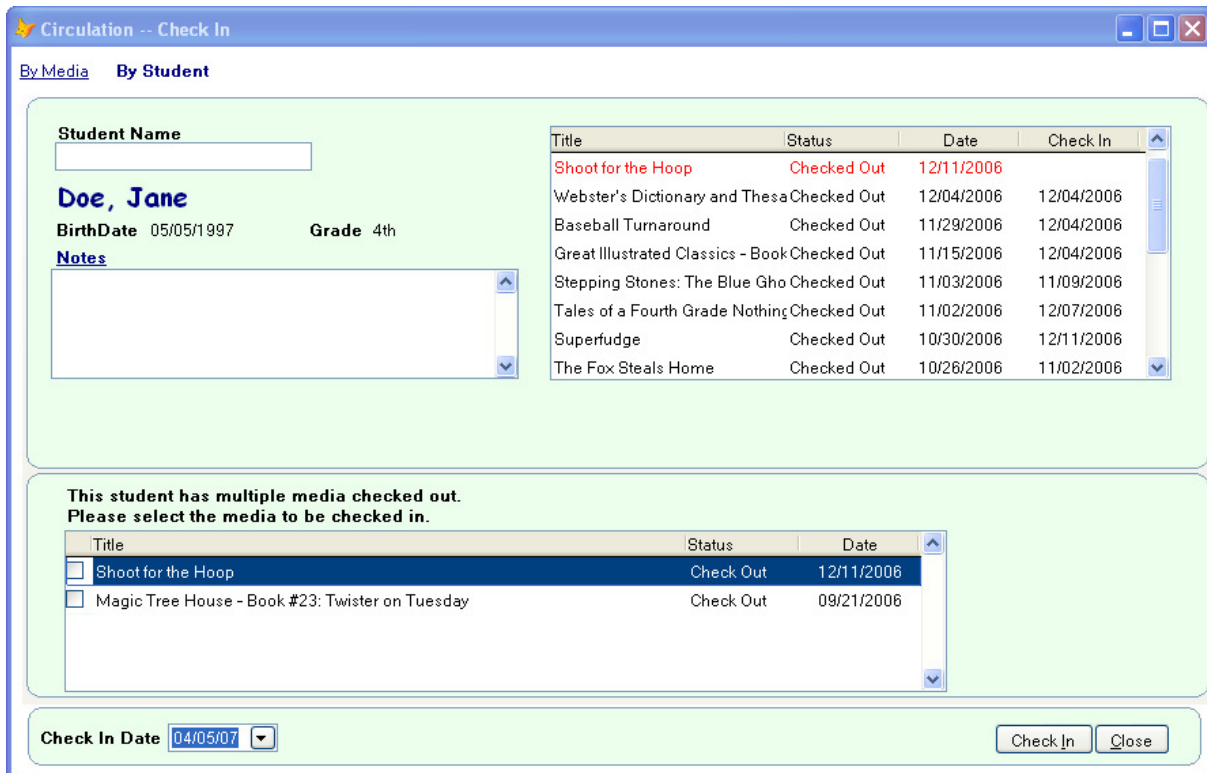 Circulation -- Check In
By Media By Student
Student Name
Doe, Jane
BirthDate 05/05/1997 Grade 4th
Notes
Title Status Date Check In
Shoot for the Hoop Checked Out 12/11/2006
Webster's Dictionary and Thesa Checked Out 12/04/2006 12/04/2006
Baseball Turnaround Checked Out 11/29/2006 12/04/2006
Great Illustrated Classics - Book Checked Out 11/15/2006 12/04/2006
Stepping Stones: The Blue Gho Checked Out 11/03/2006 11/09/2006
Tales of a Fourth Grade Nothing Checked Out 11/02/2006 12/07/2006
Superfudge Checked Out 10/30/2006 12/11/2006
The Fox Steals Home Checked Out 10/26/2006 11/02/2006
This student has multiple media checked out.
Please select the media to be checked in.
Title Status Date
Shoot for the Hoop Check Out 12/11/2006
Magic Tree House - Book #23: Twister on Tuesday Check Out 09/21/2006
Check In Date 04/05/07 Check In Close